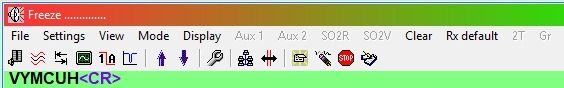 Freeze ..............
File Settings View Mode Display Aux 1 Aux 2 SO2R SO2V Clear Rx default 2T Gr
STOP
VYMCUH<CR>